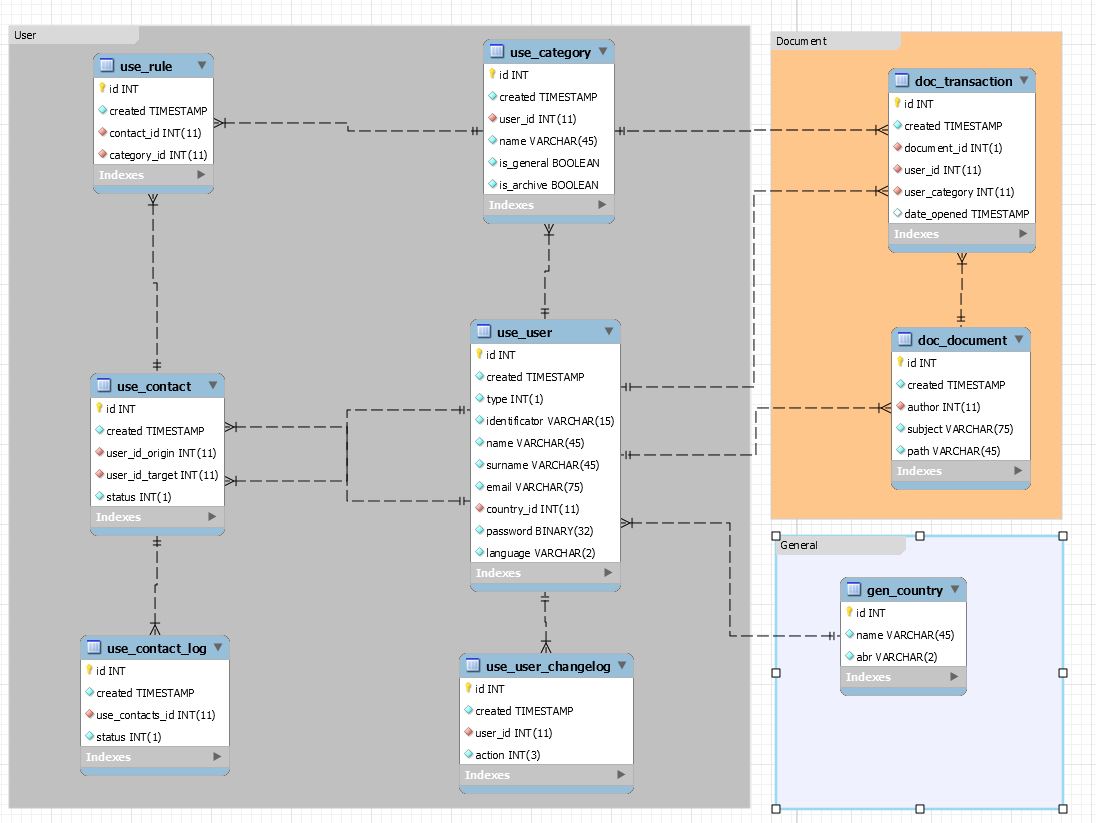 User
use_rule
id INT
created TIMESTAMP
contact_id INT(11)
category_id INT(11)
Indexes
use_category
id INT
created TIMESTAMP
user_id INT(11)
name VARCHAR(45)
is_general BOOLEAN
is_archive BOOLEAN
Indexes
Document
doc_transaction
id INT
created TIMESTAMP
document_id INT(1)
user_id INT(11)
user_category INT(11)
date_opened TIMESTAMP
Indexes
use_contact
id INT
created TIMESTAMP
user_id_origin INT(11)
user_id_target INT(11)
status INT(1)
Indexes
use_user
id INT
created TIMESTAMP
type INT(1)
identificator VARCHAR(15)
name VARCHAR(45)
surname VARCHAR(45)
email VARCHAR(75)
country_id INT(11)
password BINARY(32)
language VARCHAR(2)
Indexes
doc_document
id INT
created TIMESTAMP
author INT(11)
subject VARCHAR(75)
path VARCHAR(45)
Indexes
General
gen_country
id INT
name VARCHAR(45)
abr VARCHAR(2)
Indexes
use_contact_log
id INT
created TIMESTAMP
use_contacts_id INT(11)
status INT(1)
Indexes
use_user_changelog
id INT
created TIMESTAMP
user_id INT(11)
action INT(3)
Indexes